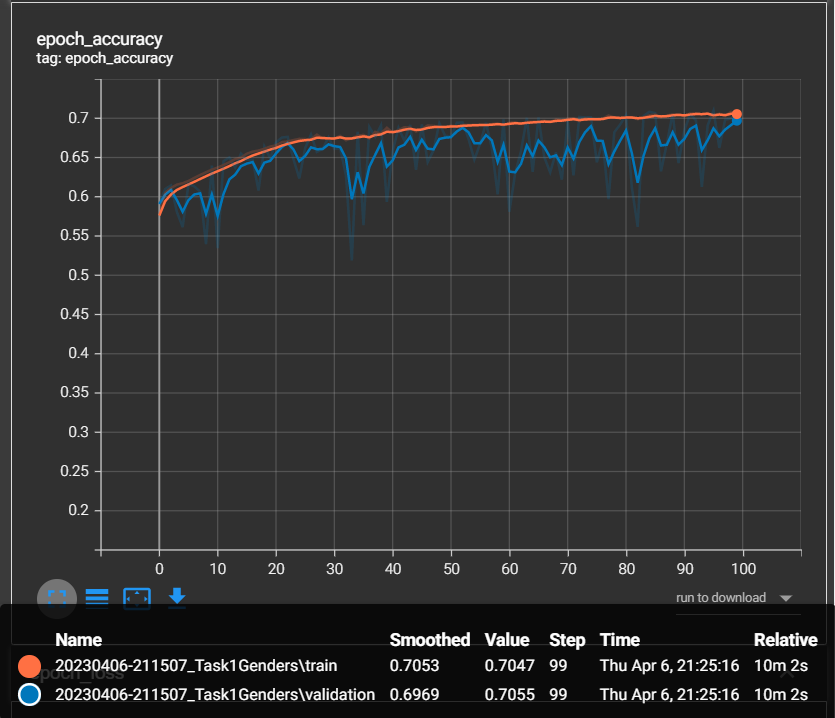 epoch_accuracy
tag: epoch_accuracy
0.7
0.65
0.6
0.55
0.5
0.45
0.4
0.35
0.3
0.25
0.2
0 10 20 30 40 50 60 70 80 90 100
run to download
epoch_loss
Name Smoothed Value Step Time Relative
20230406-211507_Task1Genders\train 0.7053 0.7047 99 Thu Apr 6, 21:25:16 10m 2s
20230406-211507_Task1Genders\validation 0.6969 0.7055 99 Thu Apr 6, 21:25:16 10m 2s